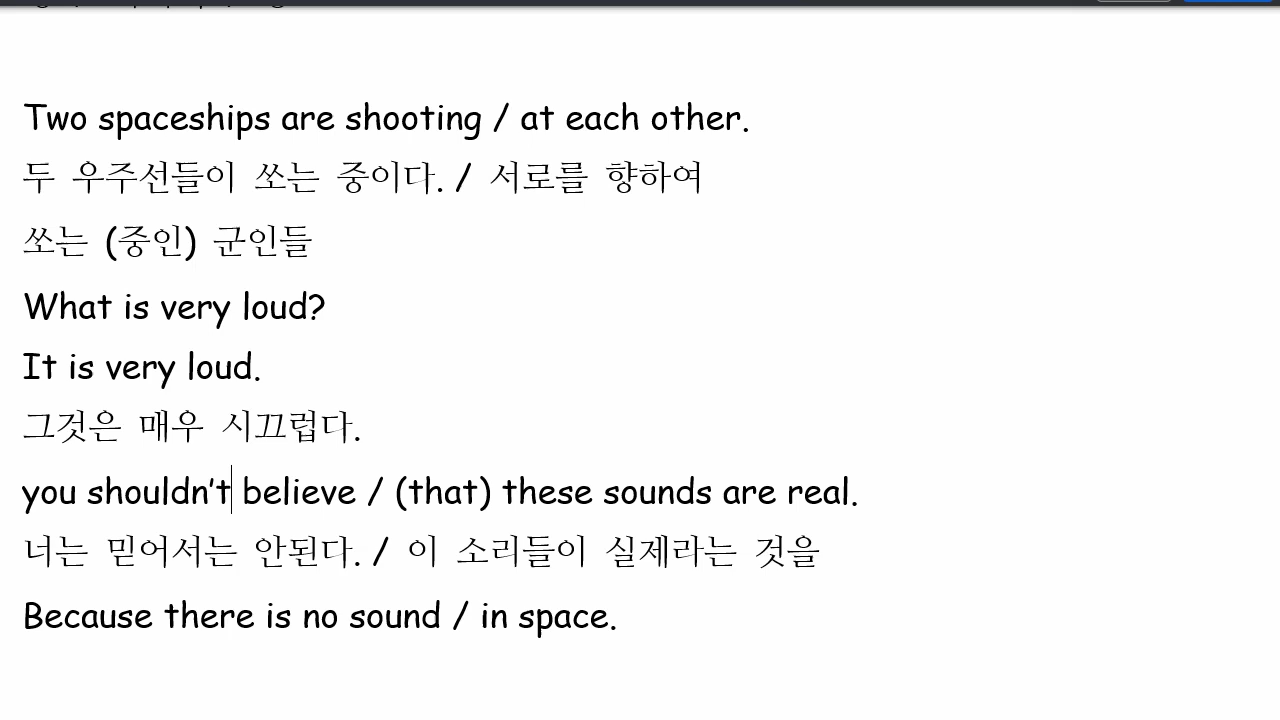 Two spaceships are shooting / at each other.
두 우주선들이 쏘는 중이다. / 서로를 향하여
쏘는 (중인) 군인들
What is very loud?
It is very loud.
그것은 매우 시끄럽다.
you shouldn't believe / (that) these sounds are real.
너는 믿어서는 안된다. / 이 소리들이 실제라는 것을
Because there is no sound / in space.